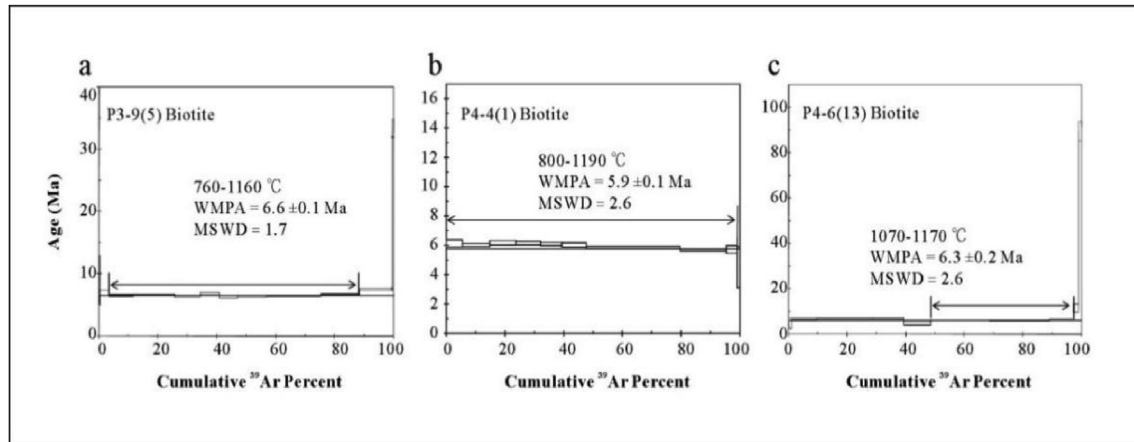 a
P3-9(5) Biotite
760-1160 ℃
WMPA = 6.6 ±0.1 Ma
MSWD = 1.7
Age (Ma)
40
30
20
10
0
0 20 40 60 80 100
Cumulative ³⁹Ar Percent
b
P4-4(1) Biotite
800-1190 ℃
WMPA = 5.9 ±0.1 Ma
MSWD = 2.6
16
14
12
10
8
6
4
2
0
0 20 40 60 80 100
Cumulative ³⁹Ar Percent
c
P4-6(13) Biotite
1070-1170 ℃
WMPA = 6.3 ±0.2 Ma
MSWD = 2.6
100
80
60
40
20
0
0 20 40 60 80 100
Cumulative ³⁹Ar Percent